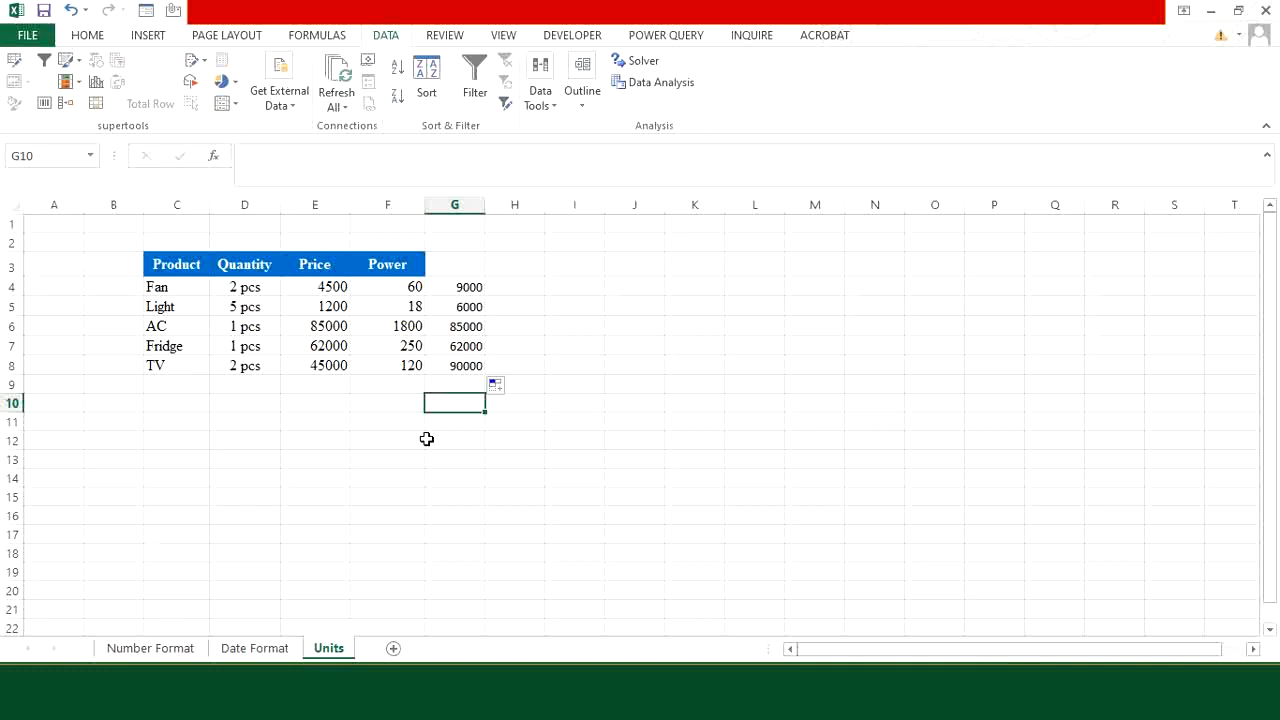 FILE HOME INSERT PAGE LAYOUT FORMULAS DATA REVIEW VIEW DEVELOPER POWER QUERY INQUIRE ACROBAT
Total Row
supertools
Get External
Data
Refresh
All
Connections
Sort
Filter
Sort & Filter
Data
Tools
Outline
Solver
Data Analysis
Analysis
G10
fx
A B C D E F G H I J K L M N O P Q R S T
1
2
3 Product Quantity Price Power
4 Fan 2 pcs 4500 60 9000
5 Light 5 pcs 1200 18 6000
6 AC 1 pcs 85000 1800 85000
7 Fridge 1 pcs 62000 250 62000
8 TV 2 pcs 45000 120 90000
9
10
11
12
13
14
15
16
17
18
19
20
21
22
Number Format Date Format Units